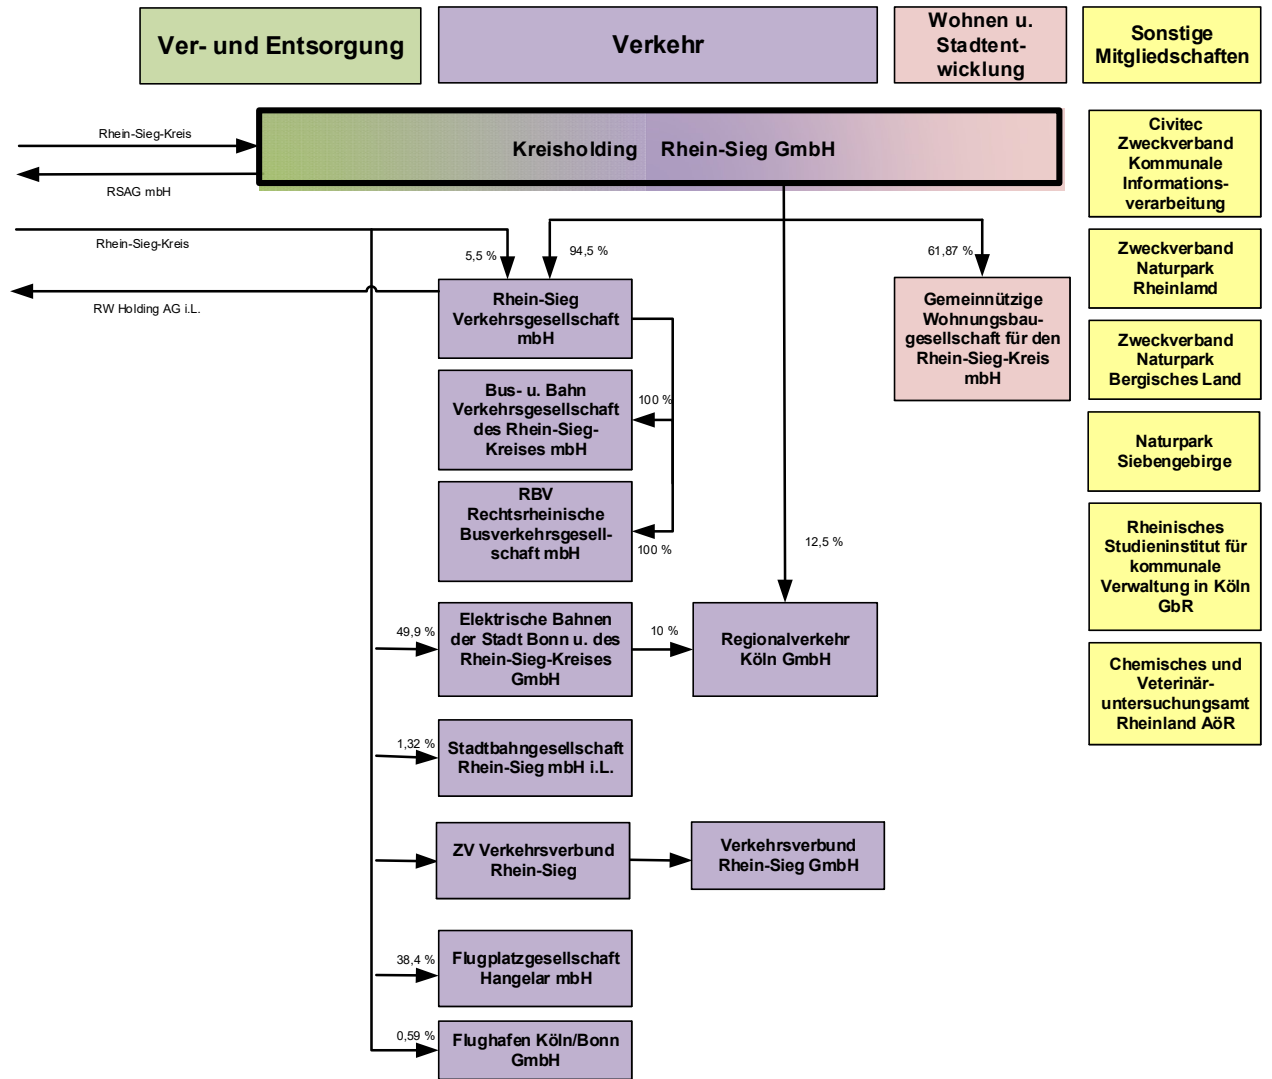 Ver- und Entsorgung
Verkehr
Wohnen u.
Stadtent-
wicklung
Sonstige
Mitgliedschaften
Rhein-Sieg-Kreis
RSAG mbH
Kreisholding Rhein-Sieg GmbH
Civitec
Zweckverband
Kommunale
Informations-
verarbeitung
Rhein-Sieg-Kreis
5,5 %
94,5 %
61,87 %
RW Holding AG i.L.
Rhein-Sieg
Verkehrsgesellschaft
mbH
Gemeinnützige
Wohnungsbau-
gesellschaft für den
Rhein-Sieg-Kreis
mbH
Zweckverband
Naturpark
Rheinlamd
Zweckverband
Naturpark
Bergisches Land
Bus- u. Bahn
Verkehrsgesellschaft
des Rhein-Sieg-
Kreises mbH
100 %
Naturpark
Siebengebirge
RBV
Rechtsrheinische
Busverkehrsgesell-
schaft mbH
100 %
12,5 %
Rheinisches
Studieninstitut für
kommunale
Verwaltung in Köln
GbR
49,9 %
Elektrische Bahnen
der Stadt Bonn u. des
Rhein-Sieg-Kreises
GmbH
10 %
Regionalverkehr
Köln GmbH
Chemisches und
Veterinär-
untersuchungsamt
Rheinland AöR
1,32 %
Stadtbahngesellschaft
Rhein-Sieg mbH i.L.
ZV Verkehrsverbund
Rhein-Sieg
Verkehrsverbund
Rhein-Sieg GmbH
38,4 %
Flugplatzgesellschaft
Hangelar mbH
0,59 %
Flughafen Köln/Bonn
GmbH